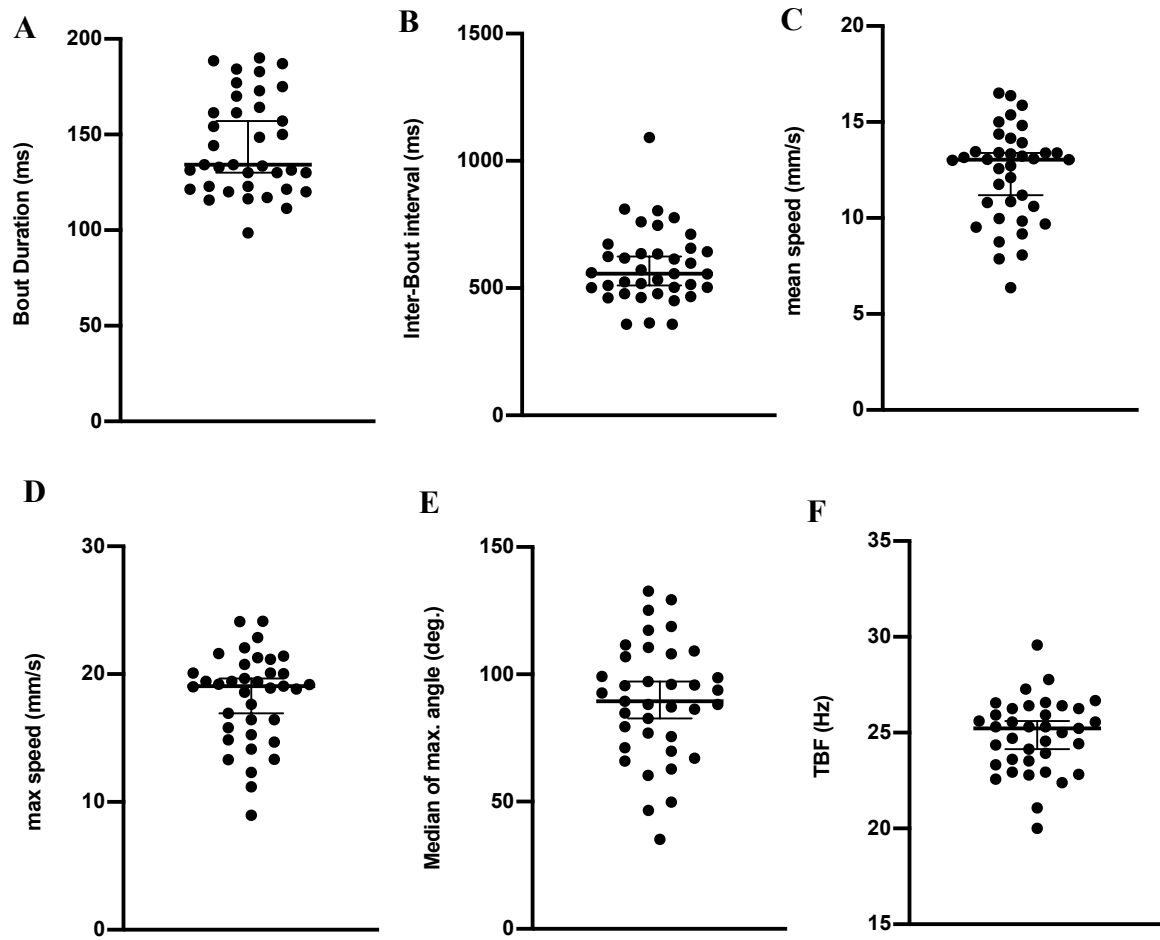 A
Bout Duration (ms)
200
150
100
50
0
B
Inter-Bout interval (ms)
1500
1000
500
0
C
mean speed (mm/s)
20
15
10
5
0
D
max speed (mm/s)
30
20
10
0
E
Median of max. angle (deg.)
150
100
50
0
F
TBF (Hz)
35
30
25
20
15